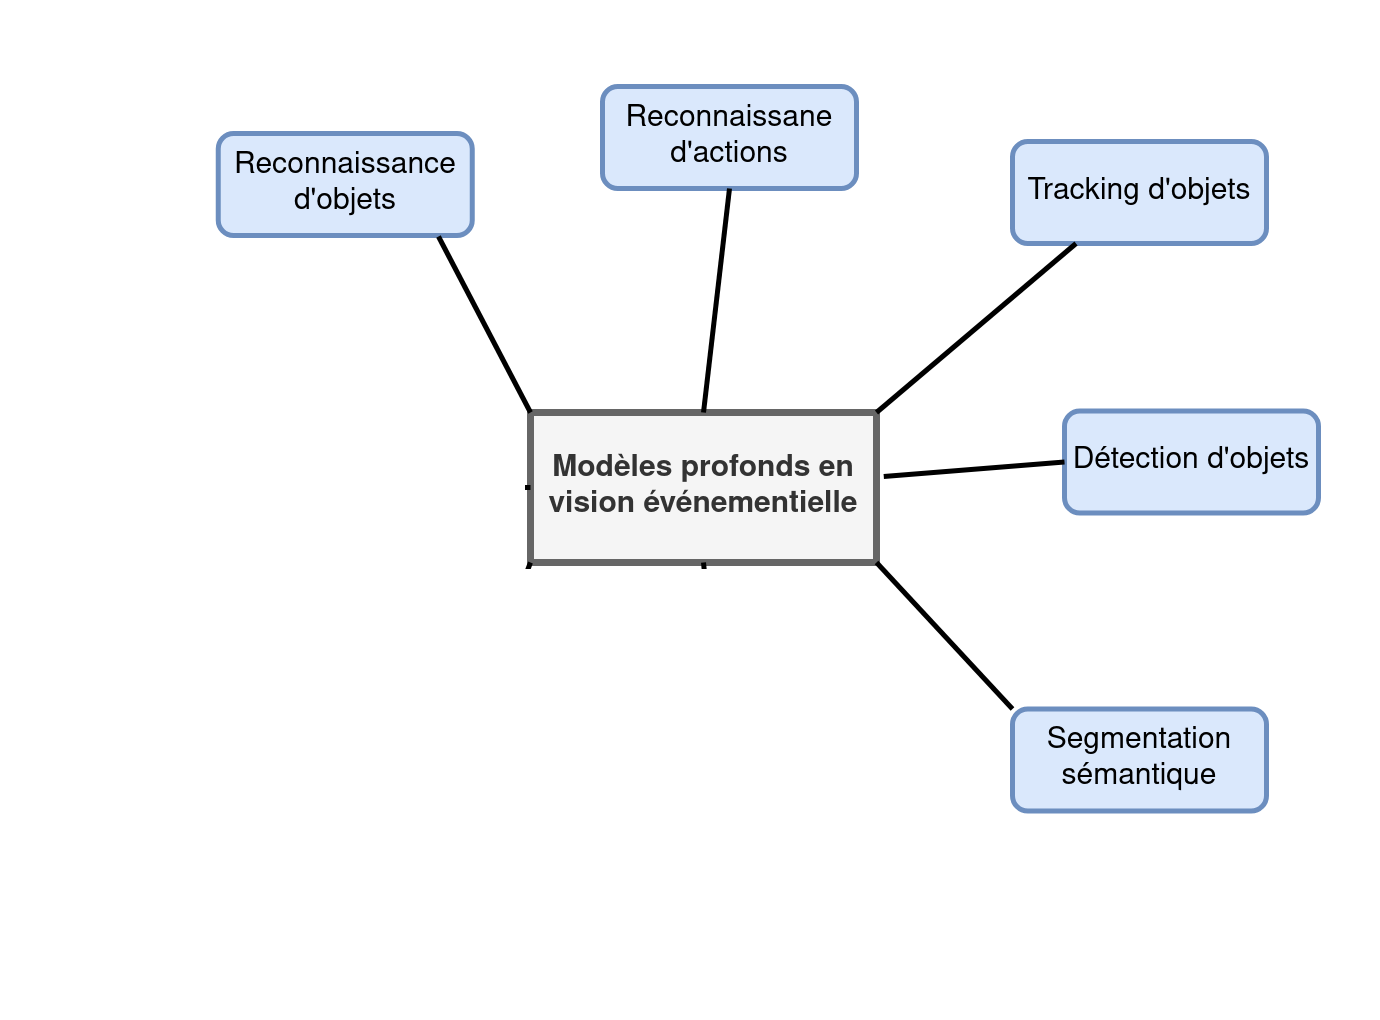 Reconnaissance
d'objets
Reconnaissane
d'actions
Tracking d'objets
Modèles profonds en
vision événementielle
Détection d'objets
Segmentation
sémantique